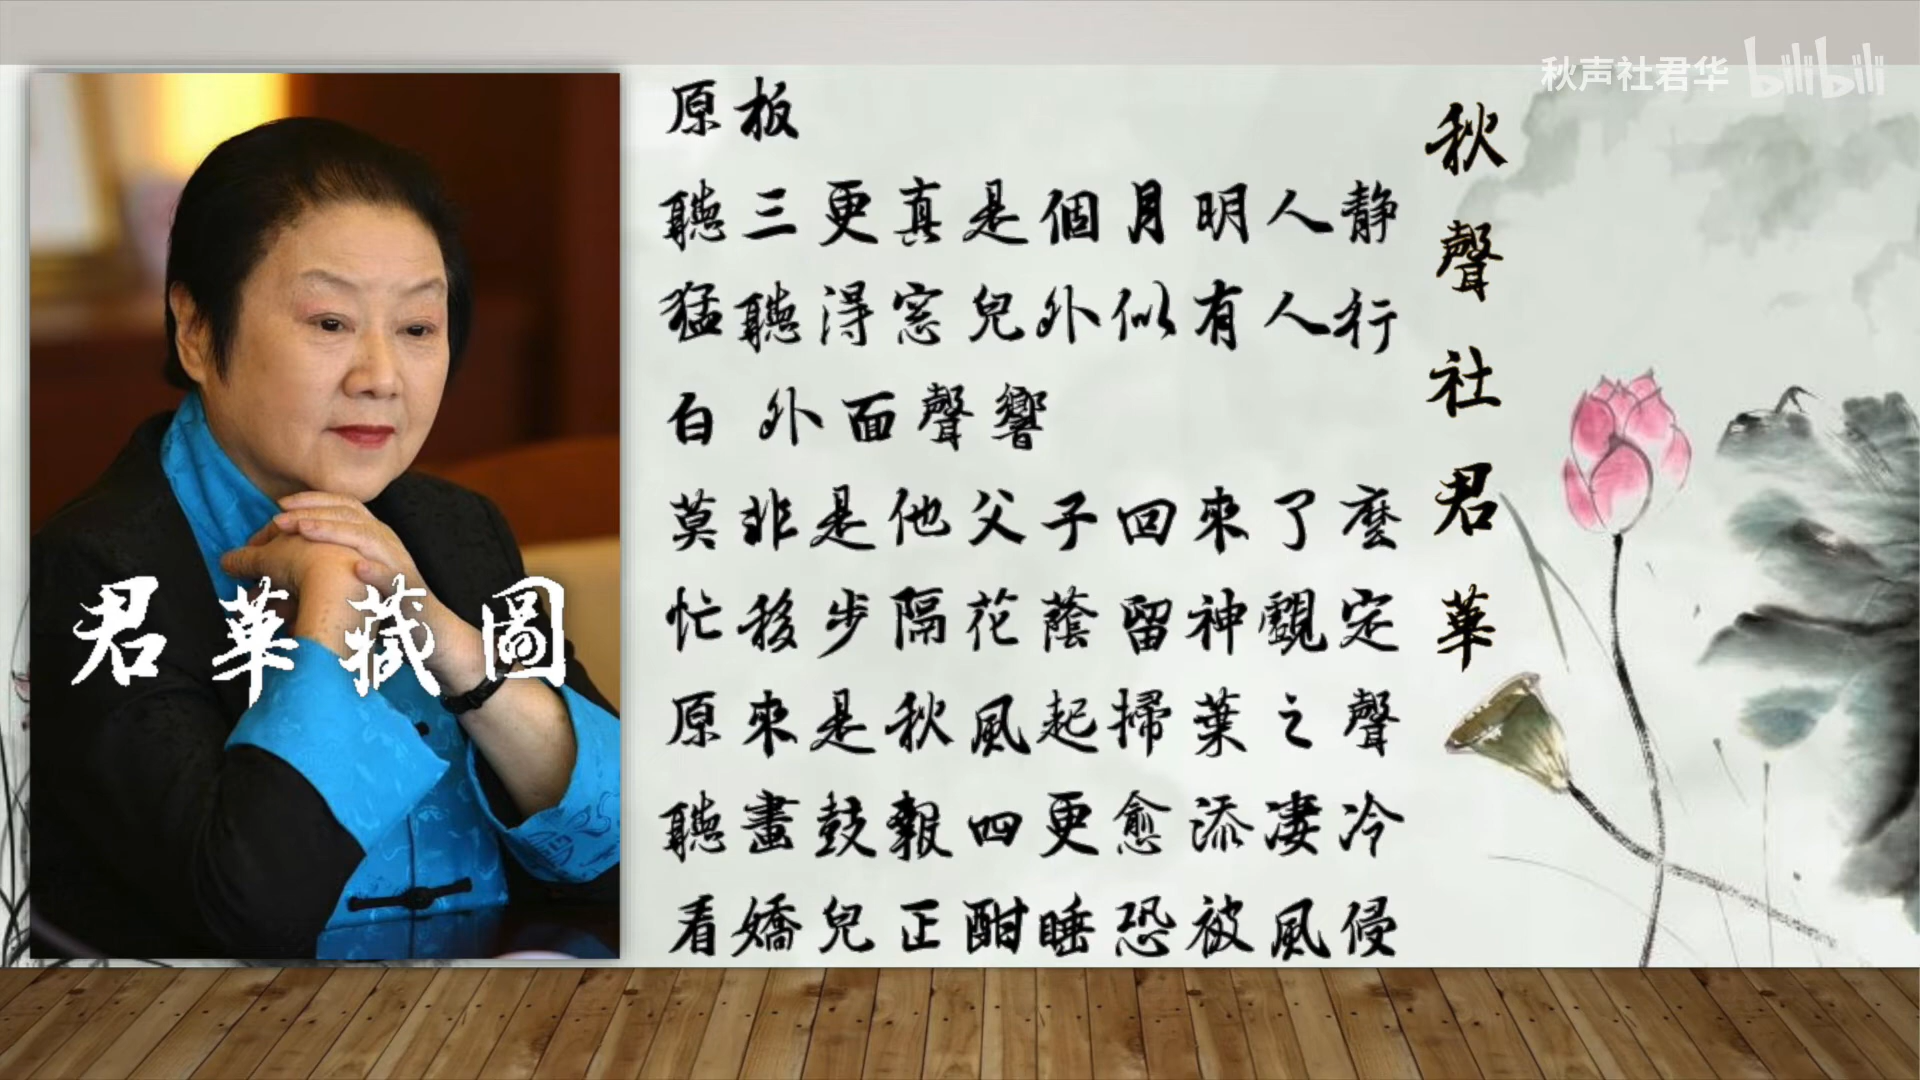 秋声社君华 bilibili
原板
聽三更真是個月明人静
猛聽得窓兒外似有人行
白 外面聲響
莫非是他父子回來了麼
忙移步隔花蔭留神觀定
原來是秋風起掃葉之聲
聽畫鼓報四更愈添凄冷
看嬌兒正酣睡恐被風侵
秋聲社君華
君華藏圖